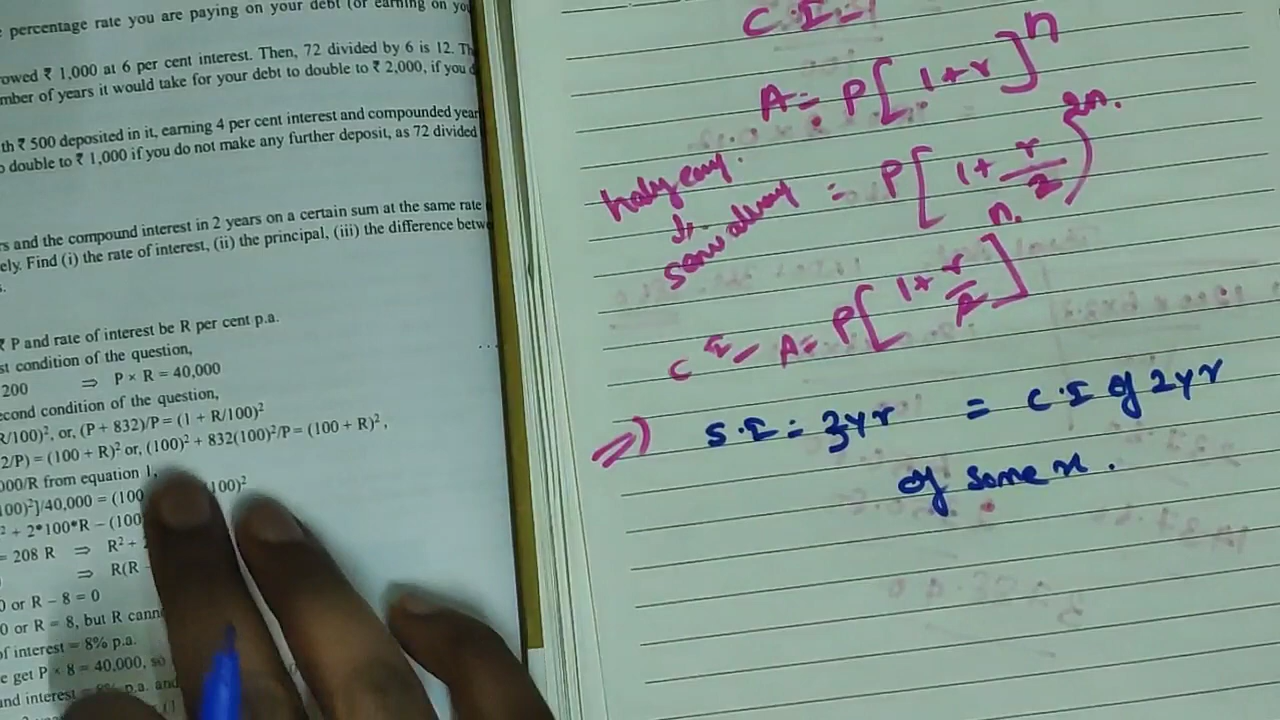 percentage rate you are paying on your debt (or earning on you
owed ₹ 1,000 at 6 per cent interest. Then, 72 divided by 6 is 12. Th
mber of years it would take for your debt to double to ₹ 2,000, if you d
th ₹ 500 deposited in it, earning 4 per cent interest and compounded year
double to ₹ 1,000 if you do not make any further deposit, as 72 divided
rs and the compound interest in 2 years on a certain sum at the same rate
ely. Find (i) the rate of interest, (ii) the principal, (iii) the difference betwe
₹ P and rate of interest be R per cent p.a.
st condition of the question,
200 ⇒ P × R = 40,000
econd condition of the question,
R/100)², or, (P + 832)/P = (1 + R/100)²
2/P) = (100 + R)² or, (100)² + 832(100)²/P = (100 + R)²,
000/R from equation 1,
100)²]/40,000 = (100 100)²
² + 2*100*R − (100
= 208 R ⇒ R² +
⇒ R(R −
0 or R − 8 = 0
0 or R = 8, but R cann
of interest = 8% p.a.
e get P × 8 = 40,000, so
nd interest = 8% p.a. and
C.I =
A = P[1+r]ⁿ
= P[1+ r/2)²ⁿ.
n.
C I - A = P[1+ r/
⇒) S.I = 3yr = C.I of 2yr
of same